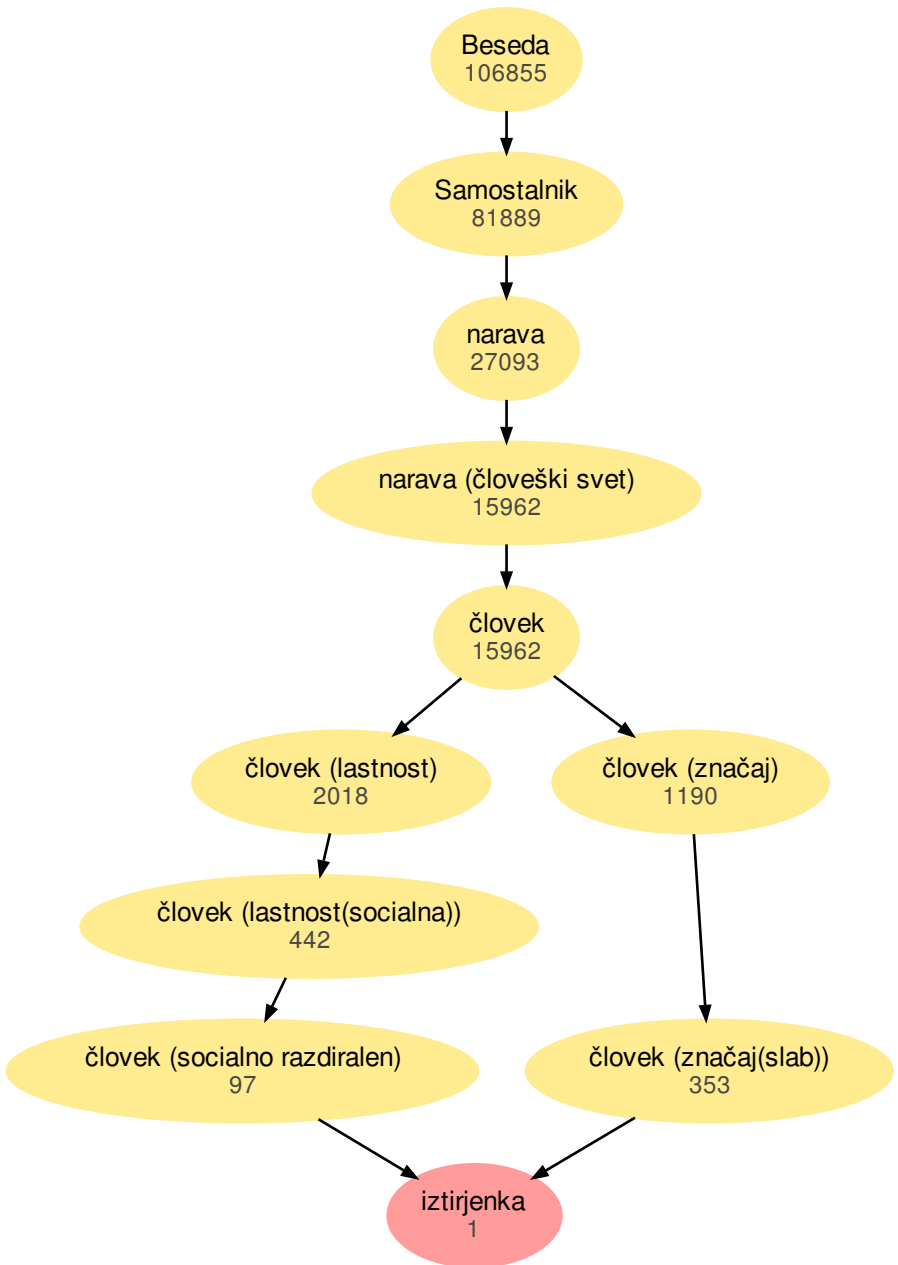 Beseda
106855
Samostalnik
81889
narava
27093
narava (človeški svet)
15962
človek
15962
človek (lastnost)
2018
človek (značaj)
1190
človek (lastnost(socialna))
442
človek (socialno razdiralen)
97
človek (značaj(slab))
353
iztirjenka
1